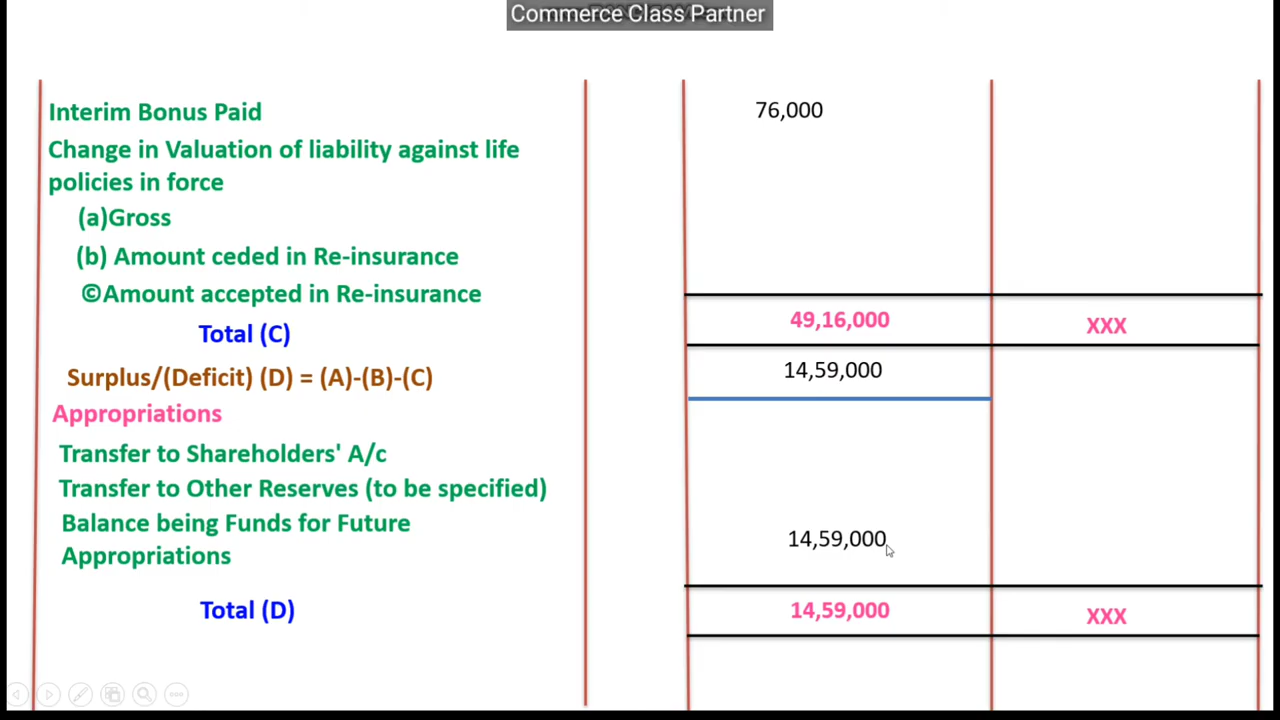 Commerce Class Partner
Interim Bonus Paid 76,000
Change in Valuation of liability against life
policies in force
(a)Gross
(b) Amount ceded in Re-insurance
©Amount accepted in Re-insurance
Total (C) 49,16,000 XXX
Surplus/(Deficit) (D) = (A)-(B)-(C) 14,59,000
Appropriations
Transfer to Shareholders' A/c
Transfer to Other Reserves (to be specified)
Balance being Funds for Future
Appropriations 14,59,000
Total (D) 14,59,000 XXX